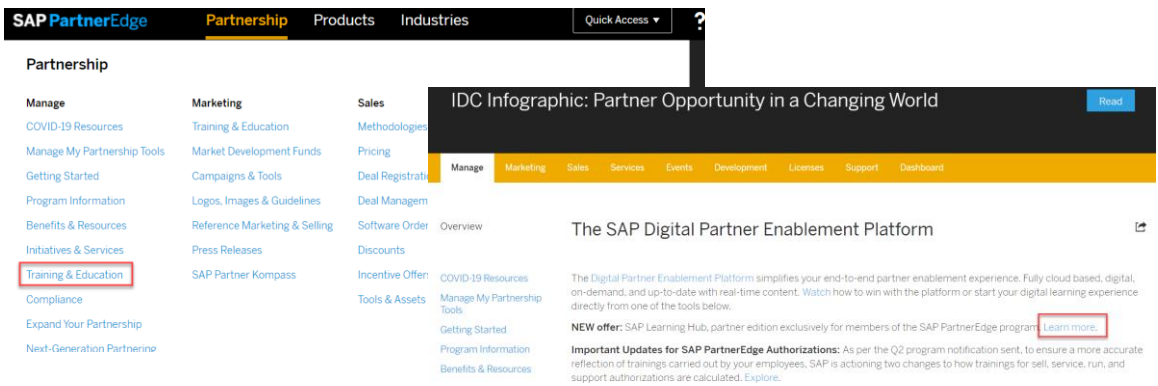 SAP PartnerEdge Partnership Products Industries Quick Access ▼ ?
Partnership
Manage
COVID-19 Resources
Manage My Partnership Tools
Getting Started
Program Information
Benefits & Resources
Initiatives & Services
Training & Education
Compliance
Expand Your Partnership
Next-Generation Partnering
Marketing
Training & Education
Market Development Funds
Campaigns & Tools
Logos, Images & Guidelines
Reference Marketing & Selling
Press Releases
SAP Partner Kompass
Sales
Methodologies
Pricing
Deal Registrati
Deal Managem
Software Order
Discounts
Incentive Offer
Tools & Assets
IDC Infographic: Partner Opportunity in a Changing World Read
Manage Marketing Sales Services Events Development Licenses Support Dashboard
Overview
COVID-19 Resources
Manage My Partnership
Tools
Getting Started
Program Information
Benefits & Resources
The SAP Digital Partner Enablement Platform
The Digital Partner Enablement Platform simplifies your end-to-end partner enablement experience. Fully cloud based, digital,
on-demand, and up-to-date with real-time content. Watch how to win with the platform or start your digital learning experience
directly from one of the tools below.
NEW offer: SAP Learning Hub, partner edition exclusively for members of the SAP PartnerEdge program. Learn more.
Important Updates for SAP PartnerEdge Authorizations: As per the Q2 program notification sent, to ensure a more accurate
reflection of trainings carried out by your employees, SAP is actioning two changes to how trainings for sell, service, run, and
support authorizations are calculated. Explore.